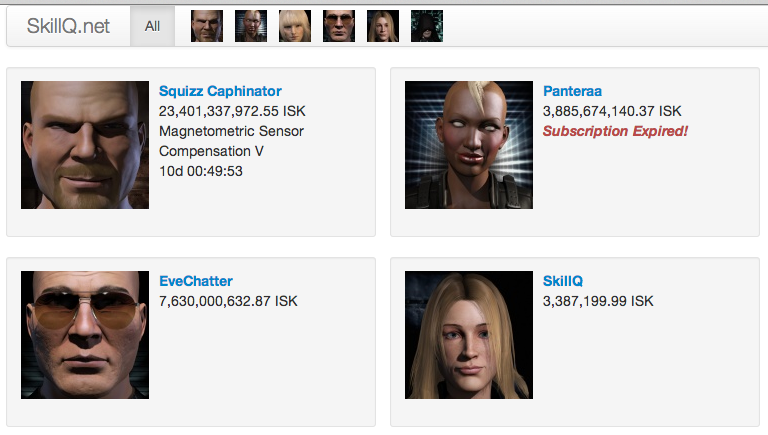 SkillQ.net
All
Squizz Caphinator
23,401,337,972.55 ISK
Magnetometric Sensor
Compensation V
10d 00:49:53
Panteraa
3,885,674,140.37 ISK
Subscription Expired!
EveChatter
7,630,000,632.87 ISK
SkillQ
3,387,199.99 ISK